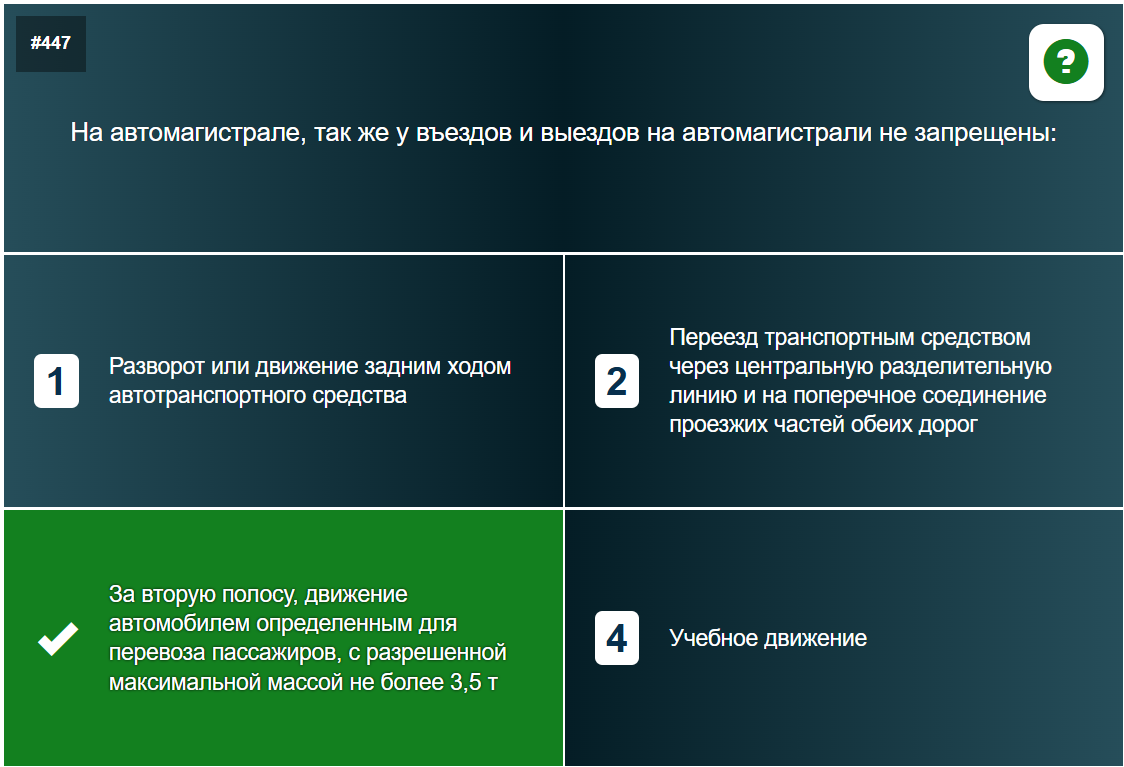 #447
?
На автомагистрале, так же у въездов и выездов на автомагистрали не запрещены:
1
Разворот или движение задним ходом
автотранспортного средства
2
Переезд транспортным средством
через центральную разделительную
линию и на поперечное соединение
проезжих частей обеих дорог
За вторую полосу, движение
автомобилем определенным для
перевоза пассажиров, с разрешенной
максимальной массой не более 3,5 т
4
Учебное движение